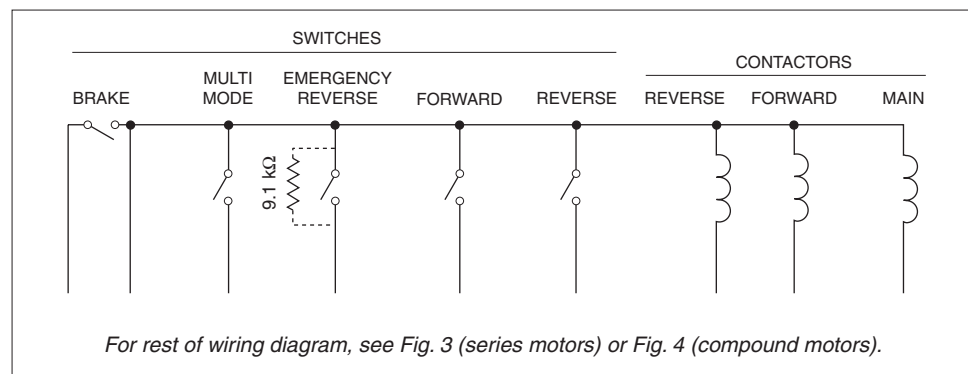 SWITCHES
CONTACTORS
MULTI
MODE
EMERGENCY
REVERSE
BRAKE
FORWARD
REVERSE
REVERSE
FORWARD
MAIN
9.1 kΩ
For rest of wiring diagram, see Fig. 3 (series motors) or Fig. 4 (compound motors).